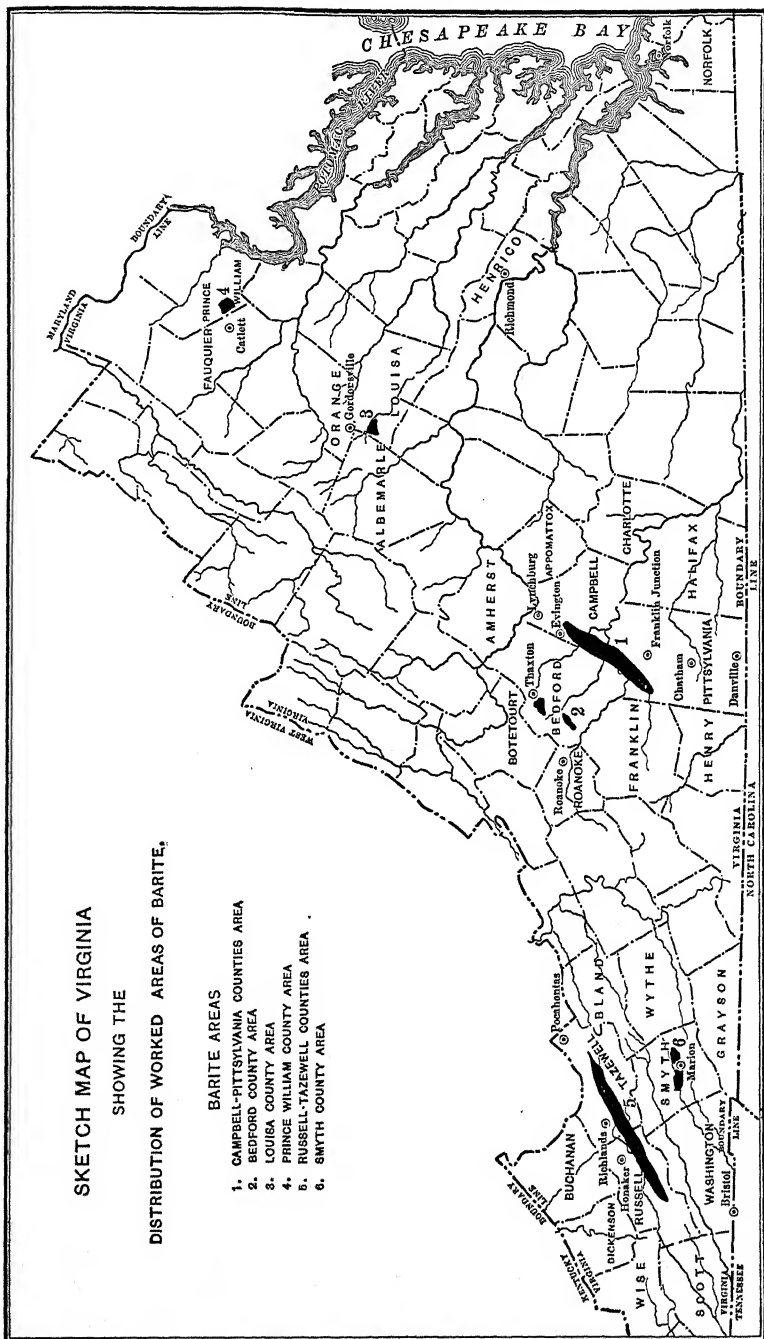 SKETCH MAP OF VIRGINIA
SHOWING THE
DISTRIBUTION OF WORKED AREAS OF BARITE.
BARITE AREAS
1. CAMPBELL-PITTSYLVANIA COUNTIES AREA
2. BEDFORD COUNTY AREA
3. LOUISA COUNTY AREA
4. PRINCE WILLIAM COUNTY AREA
5. RUSSELL-TAZEWELL COUNTIES AREA
6. SMYTH COUNTY AREA
MARYLAND
VIRGINIA
BOUNDARY
LINE
CHESAPEAKE BAY
POTOMAC RIVER
FAUQUIER
PRINCE
WILLIAM
4
Catlett
BOUNDARY
LINE
ORANGE
Gordonsville
3
LOUISA
ALBEMARLE
WEST VIRGINIA
VIRGINIA
HENRICO
Richmond
AMHERST
Lynchburg
APPOMATTOX
Evington
BOTETOURT
Thaxton
BEDFORD
2
CAMPBELL
CHARLOTTE
Roanoke
ROANOKE
1
Franklin Junction
FRANKLIN
HALIFAX
Chatham
PITTSYLVANIA
HENRY
Danville
BOUNDARY
LINE
Norfolk
NORFOLK
VIRGINIA
NORTH CAROLINA
Pocahontas
BLAND
TAZEWELL
WYTHE
BUCHANAN
Richlands
5
SMYTH
6
Marion
GRAYSON
BOUNDARY
LINE
KENTUCKY
VIRGINIA
DICKENSON
Honaker
RUSSELL
WISE
WASHINGTON
BOUNDARY
LINE
SCOTT
Bristol
VIRGINIA
TENNESSEE